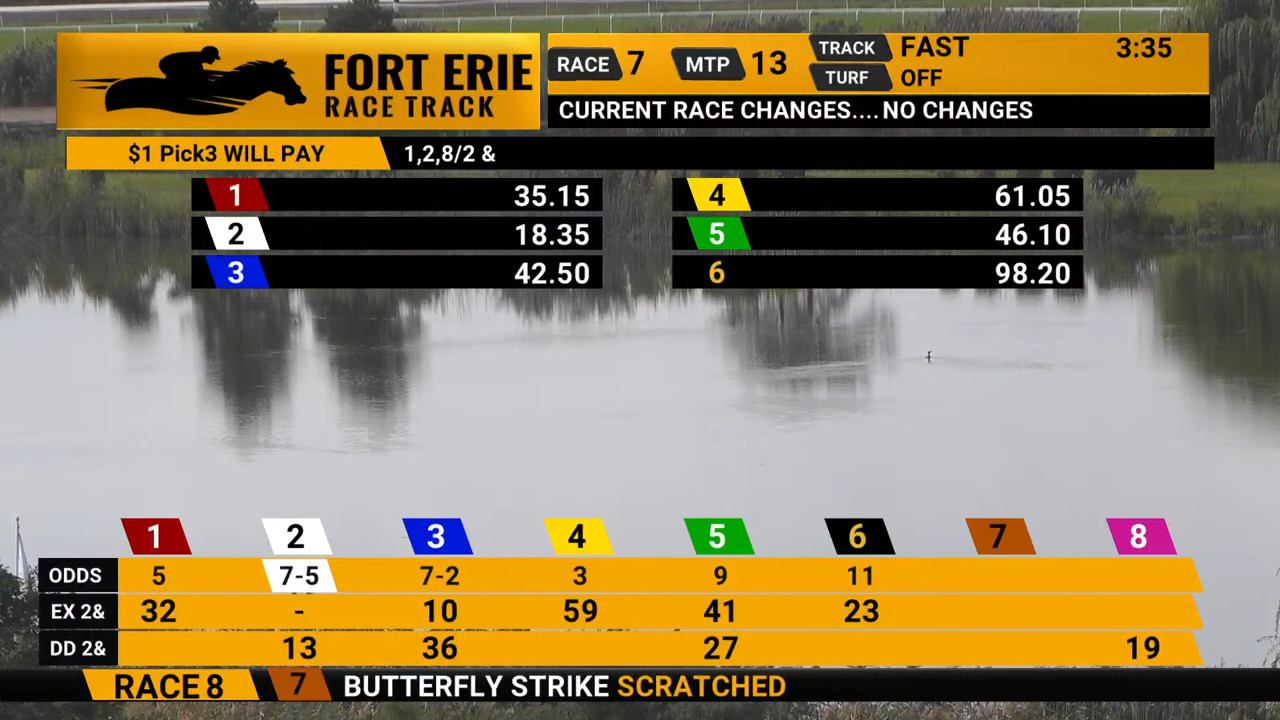 FORT ERIE
RACE TRACK
RACE 7 MTP 13 TRACK FAST 3:35
TURF OFF
CURRENT RACE CHANGES.... NO CHANGES
$1 Pick3 WILL PAY 1,2,8/2 &
1 35.15 4 61.05
2 18.35 5 46.10
3 42.50 6 98.20
1 2 3 4 5 6 7 8
ODDS 5 7-5 7-2 3 9 11
EX 2& 32 - 10 59 41 23
DD 2& 13 36 27 19
RACE 8 7 BUTTERFLY STRIKE SCRATCHED